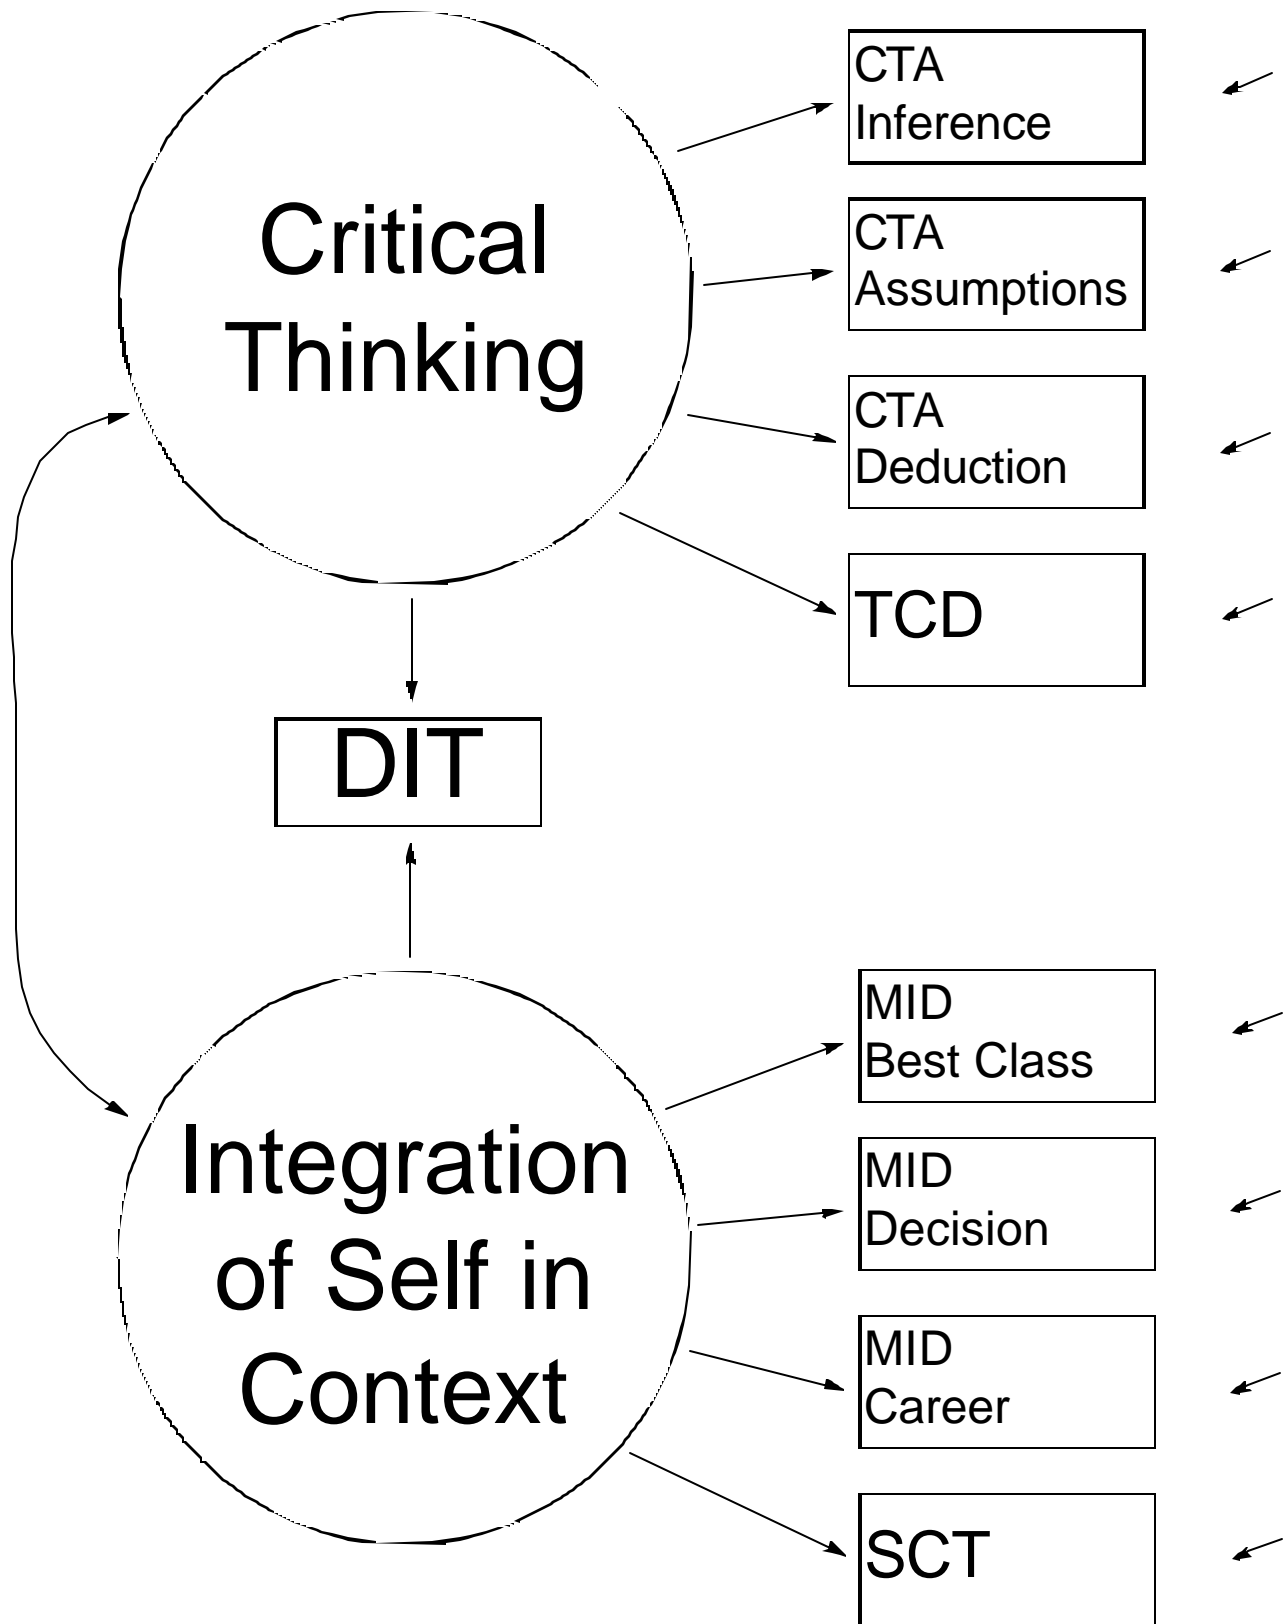 Critical
Thinking
CTA
Inference
CTA
Assumptions
CTA
Deduction
TCD
DIT
Integration
of Self in
Context
MID
Best Class
MID
Decision
MID
Career
SCT